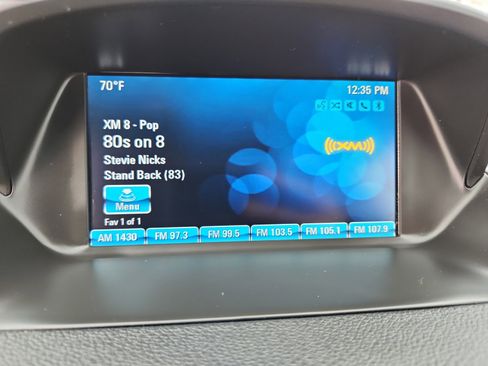 70°F 12:35 PM
XM 8 - Pop
80s on 8
((XM))
Stevie Nicks
Stand Back (83)
Menu
Fav 1 of 1
AM 1430 FM 97.3 FM 99.5 FM 103.5 FM 105.1 FM 107.9